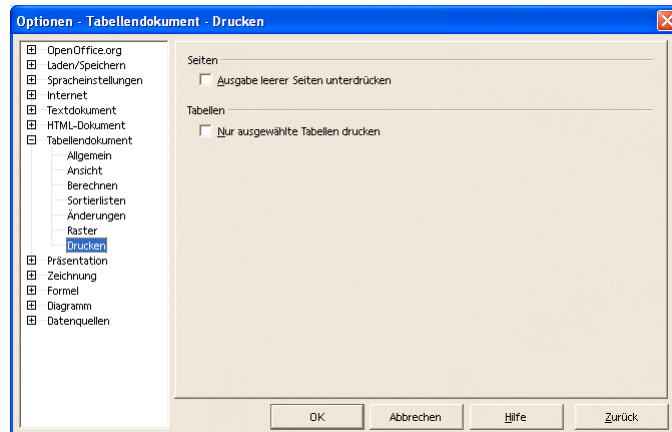 Optionen - Tabellendokument - Drucken
OpenOffice.org
Laden/Speichern
Spracheinstellungen
Internet
Textdokument
HTML-Dokument
Tabellendokument
Allgemein
Ansicht
Berechnen
Sortierlisten
Änderungen
Raster
Drucken
Präsentation
Zeichnung
Formel
Diagramm
Datenquellen
Seiten
Ausgabe leerer Seiten unterdrücken
Tabellen
Nur ausgewählte Tabellen drucken
OK
Abbrechen
Hilfe
Zurück